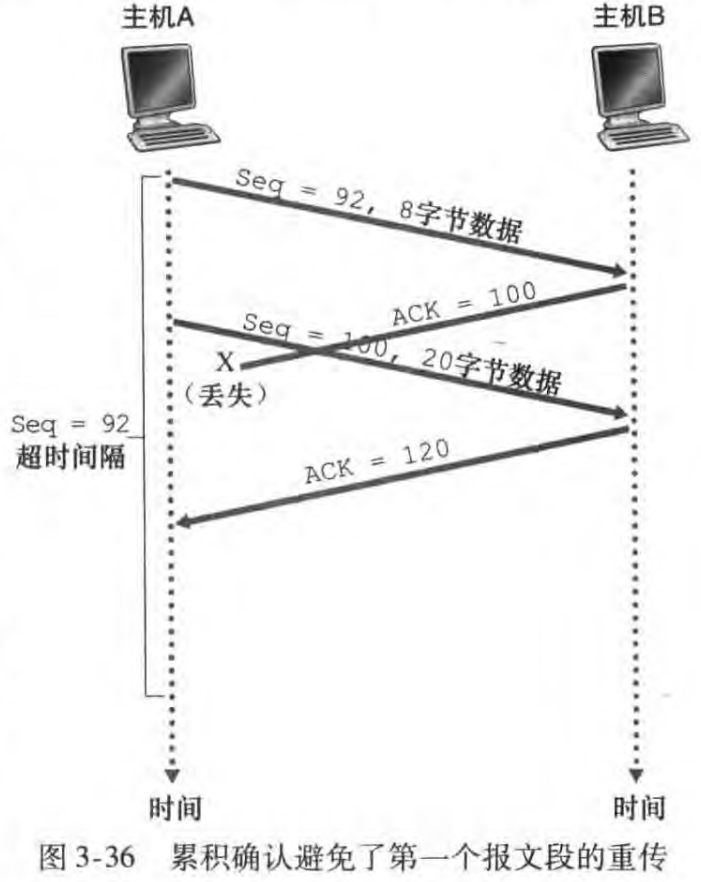 主机A
主机B
Seq = 92, 8字节数据
ACK = 100
Seq = 100, 20字节数据
X
（丢失）
Seq = 92
超时间隔
ACK = 120
时间
时间
图 3-36 累积确认避免了第一个报文段的重传